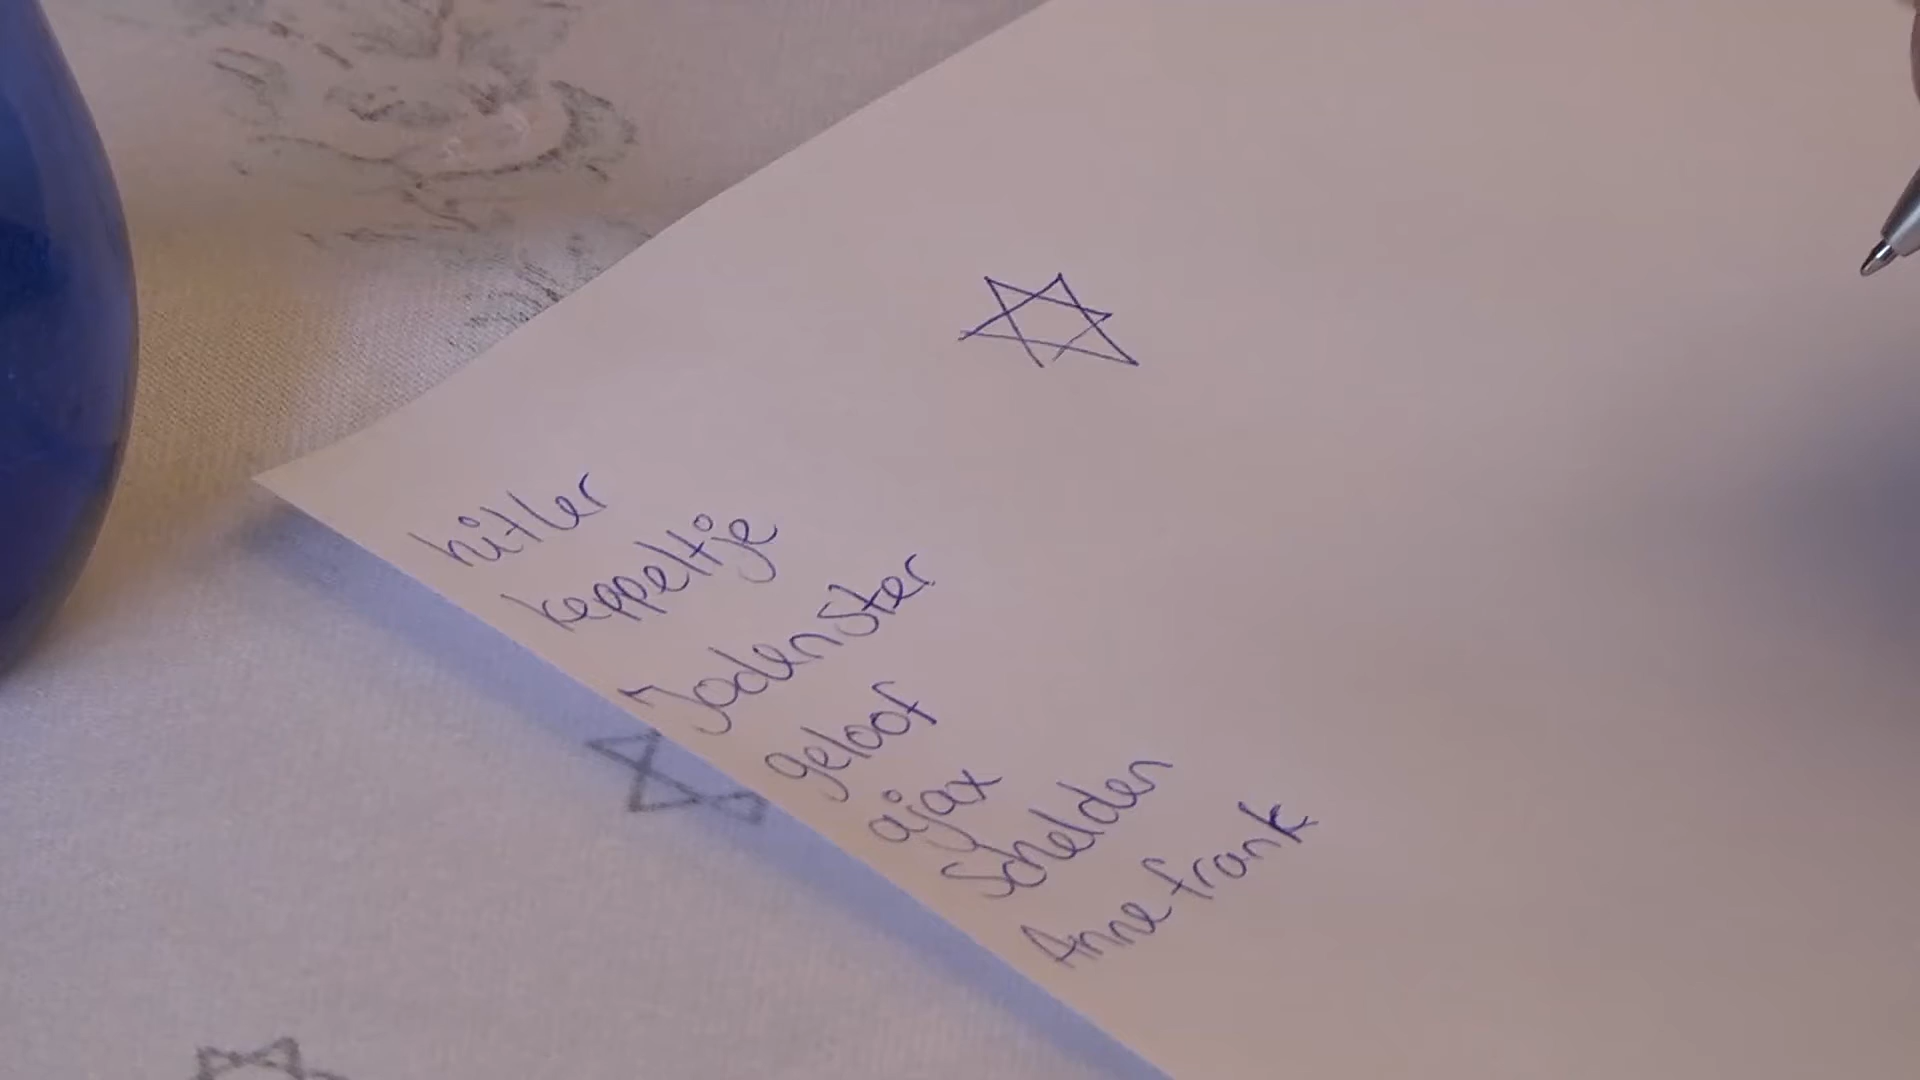 hitler
keppeltje
Jodenster
geloof
ajax
Schelden
Anne frank